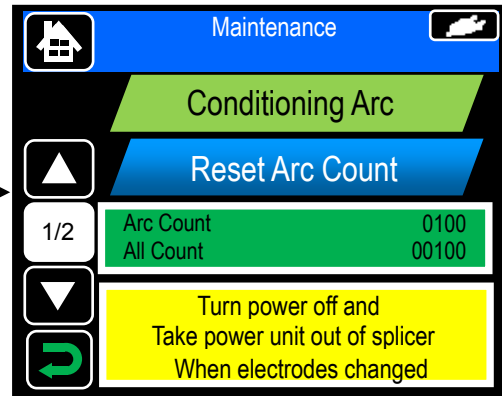 Maintenance
Conditioning Arc
Reset Arc Count
1/2
Arc Count 0100
All Count 00100
Turn power off and
Take power unit out of splicer
When electrodes changed